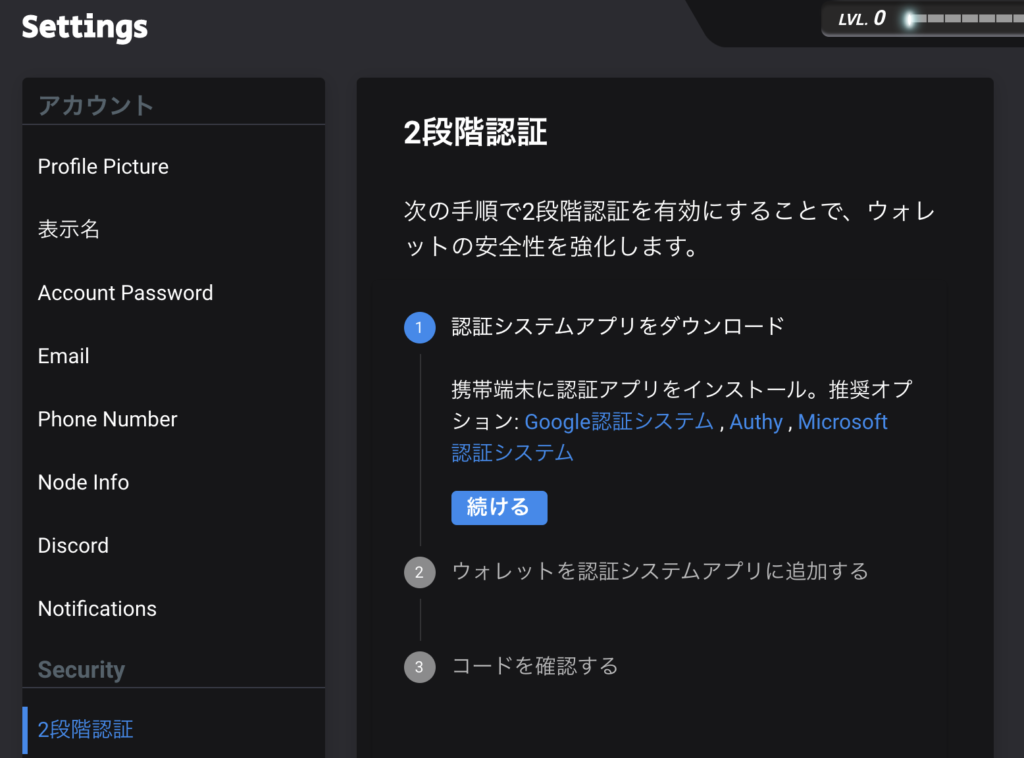 Settings
LVL. 0
アカウント
Profile Picture
表示名
Account Password
Email
Phone Number
Node Info
Discord
Notifications
Security
2段階認証
2段階認証
次の手順で2段階認証を有効にすることで、ウォレ
ットの安全性を強化します。
1 認証システムアプリをダウンロード
携帯端末に認証アプリをインストール。推奨オプ
ション: Google認証システム , Authy , Microsoft
認証システム
続ける
2 ウォレットを認証システムアプリに追加する
3 コードを確認する